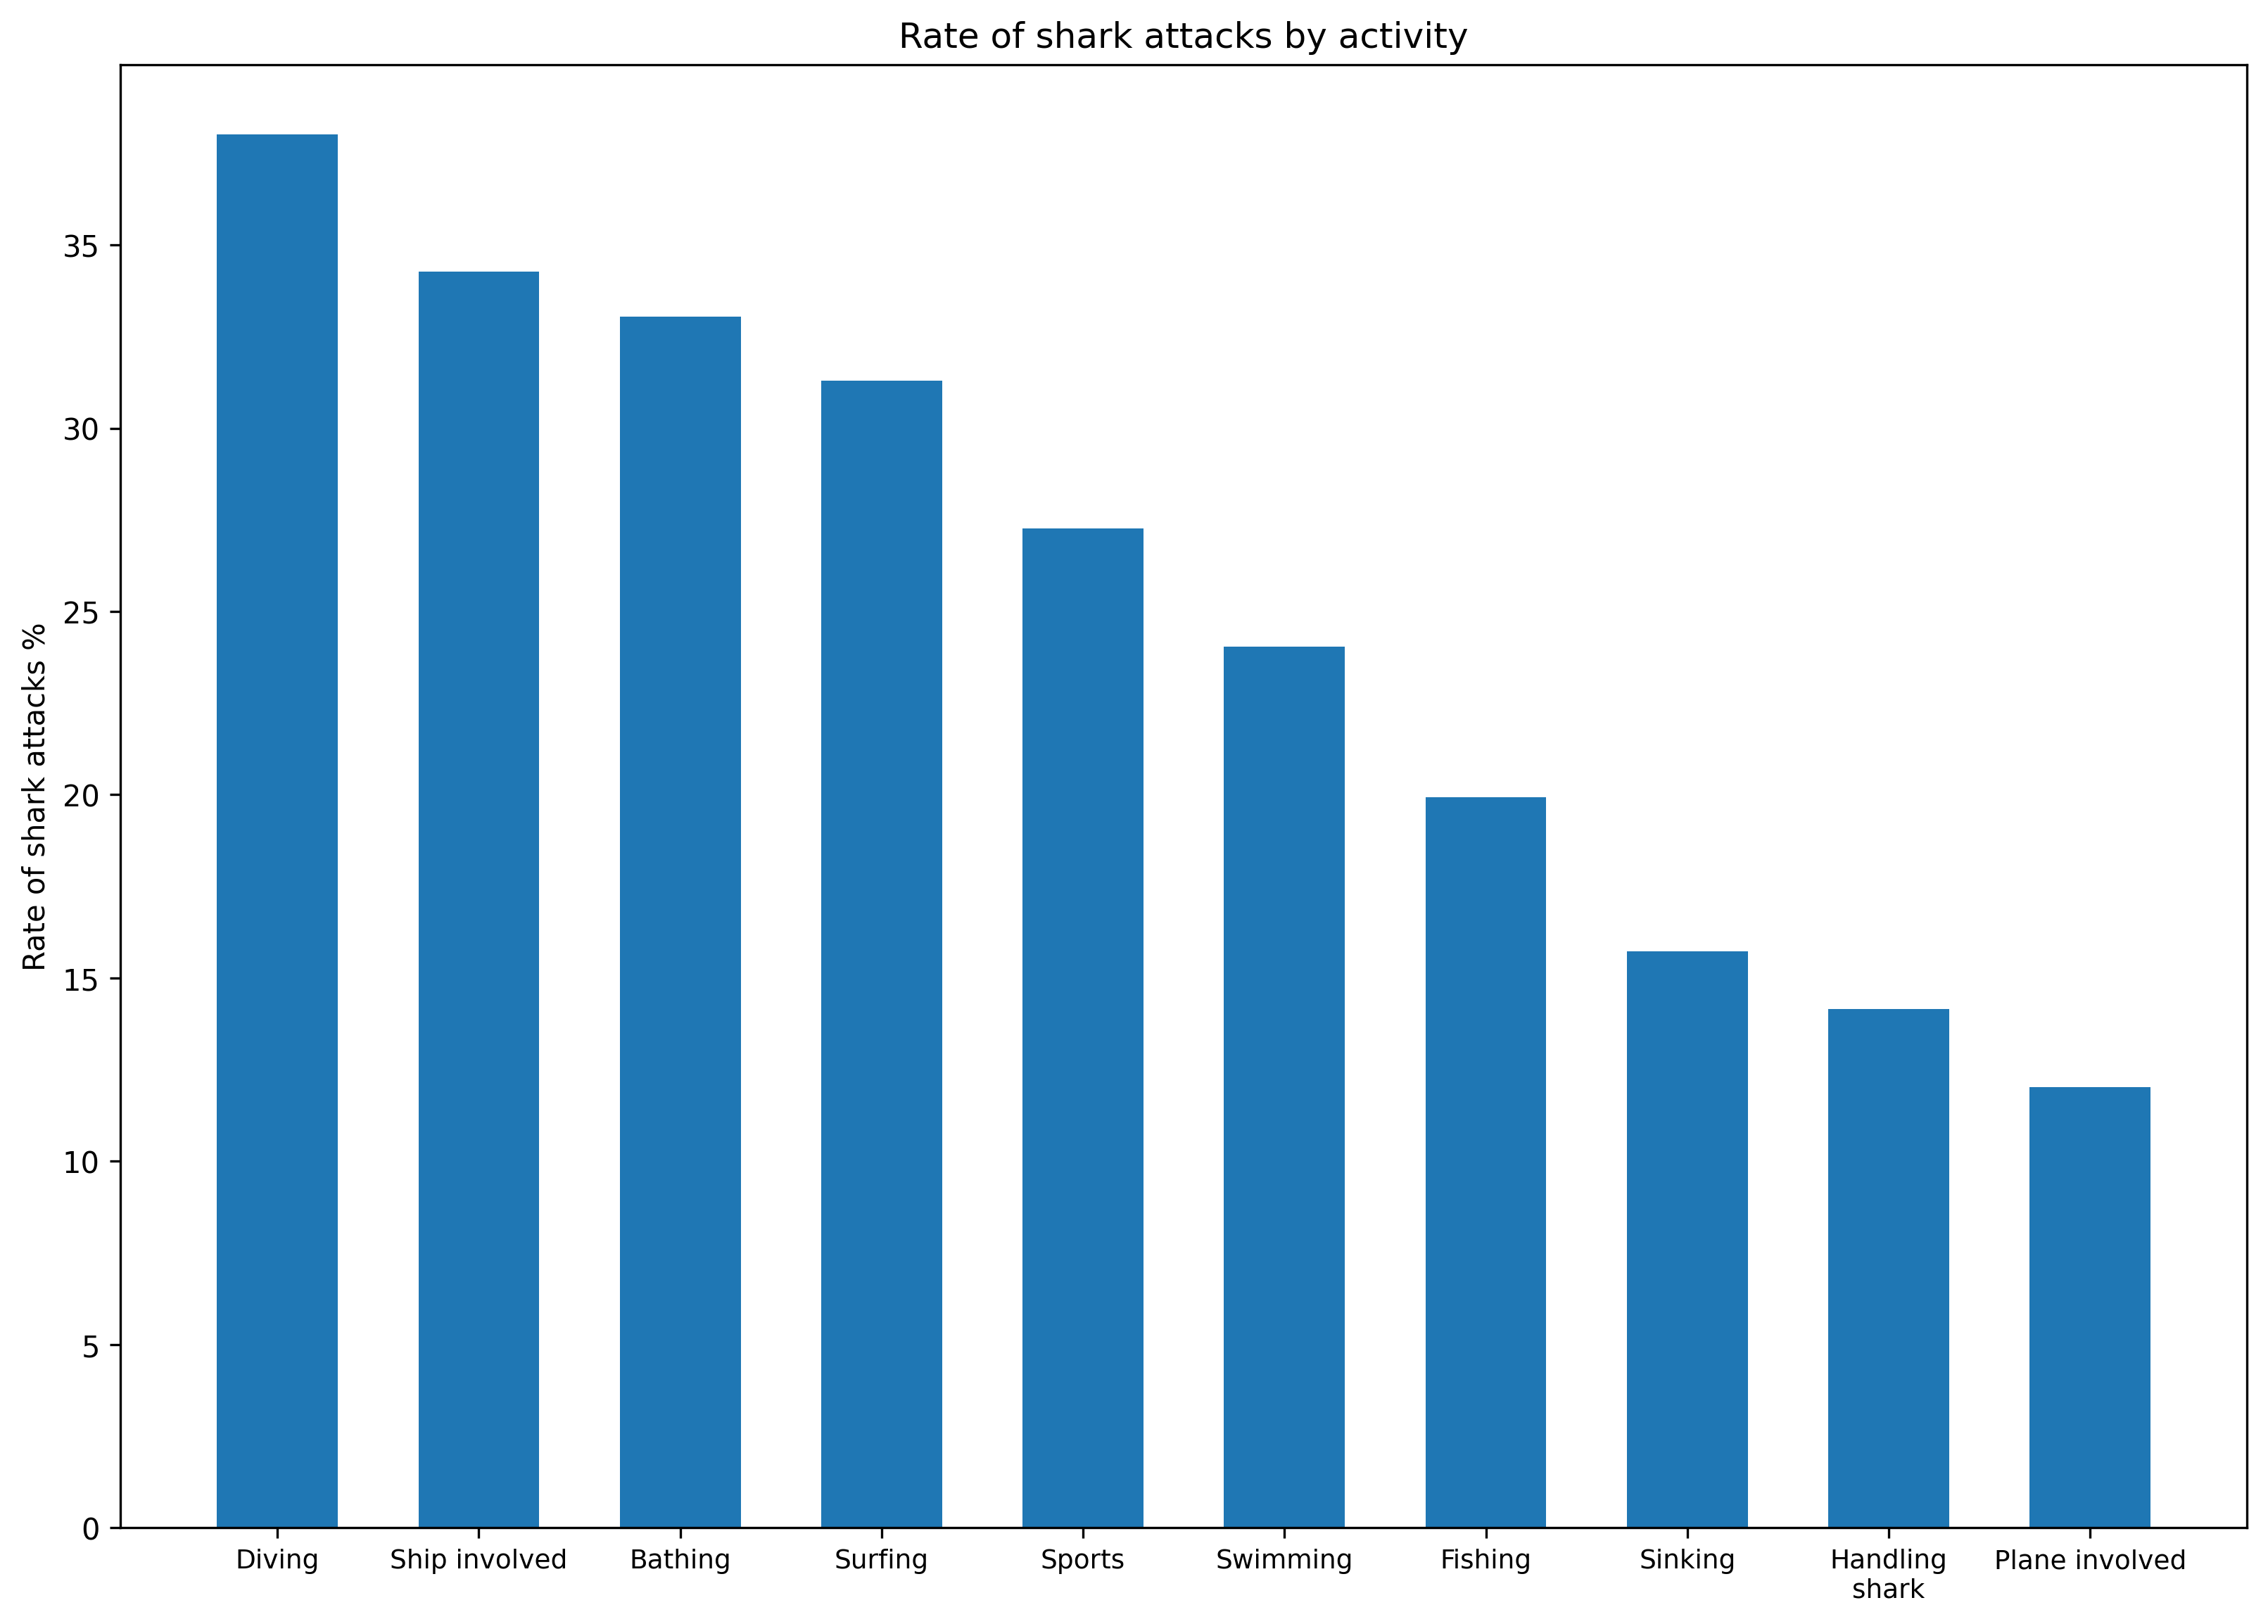 Rate of shark attacks by activity
Rate of shark attacks %
35
30
25
20
15
10
5
0
Diving
Ship involved
Bathing
Surfing
Sports
Swimming
Fishing
Sinking
Handling
shark
Plane involved